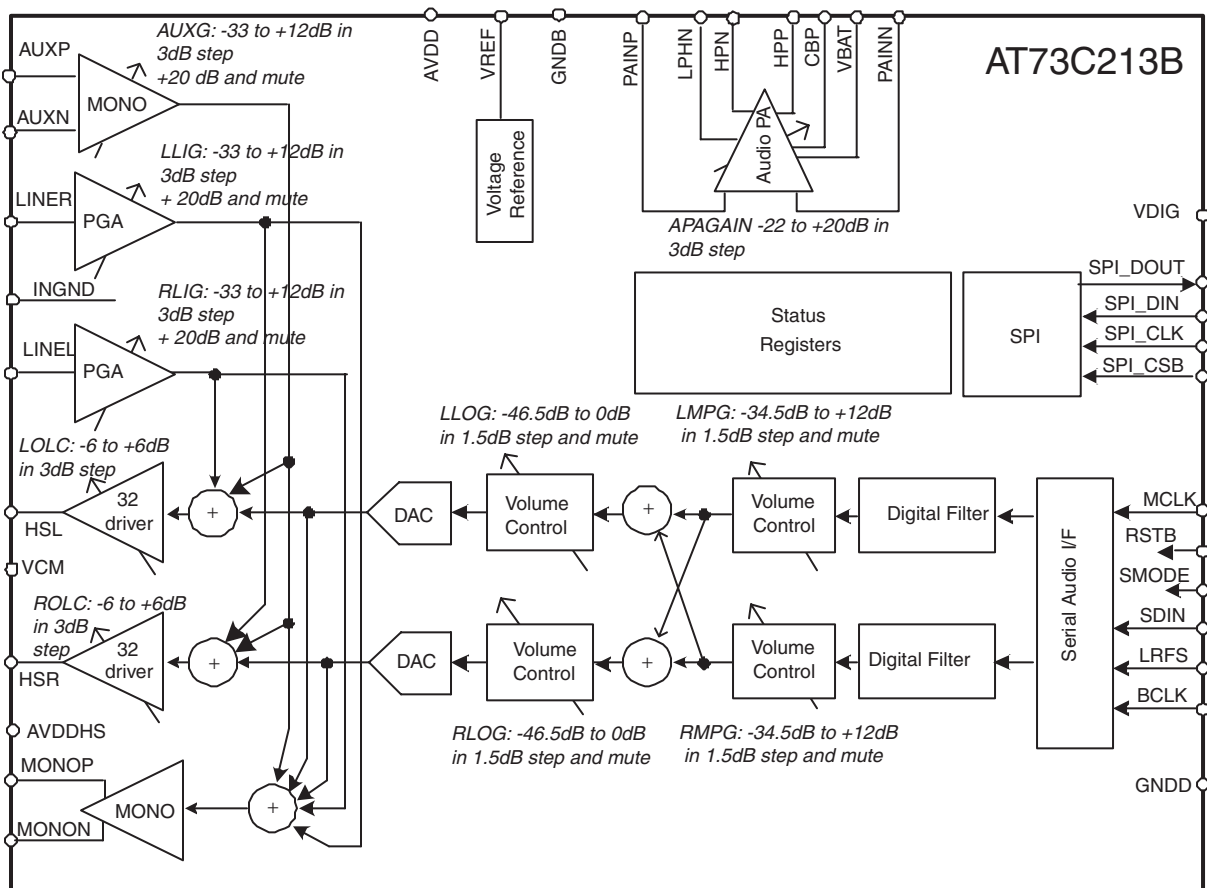 AT73C213B
AUXP
AUXN
MONO
AUXG: -33 to +12dB in
3dB step
+20 dB and mute
LINER
PGA
LLIG: -33 to +12dB in
3dB step
+ 20dB and mute
INGND
LINEL
PGA
RLIG: -33 to +12dB in
3dB step
+ 20dB and mute
AVDD
VREF
GNDB
PAINP
LPHN
HPN
HPP
CBP
VBAT
PAINN
Voltage
Reference
Audio PA
APAGAIN -22 to +20dB in
3dB step
VDIG
Status
Registers
SPI
SPI_DOUT
SPI_DIN
SPI_CLK
SPI_CSB
LOLC: -6 to +6dB
in 3dB step
32
driver
HSL
+
DAC
LLOG: -46.5dB to 0dB
in 1.5dB step and mute
Volume
Control
+
LMPG: -34.5dB to +12dB
in 1.5dB step and mute
Volume
Control
Digital Filter
Serial Audio I/F
MCLK
RSTB
SMODE
SDIN
LRFS
BCLK
VCM
ROLC: -6 to +6dB
in 3dB
step
32
driver
HSR
+
DAC
Volume
Control
RLOG: -46.5dB to 0dB
in 1.5dB step and mute
+
Volume
Control
RMPG: -34.5dB to +12dB
in 1.5dB step and mute
Digital Filter
AVDDHS
MONOP
MONON
MONO
+
GNDD